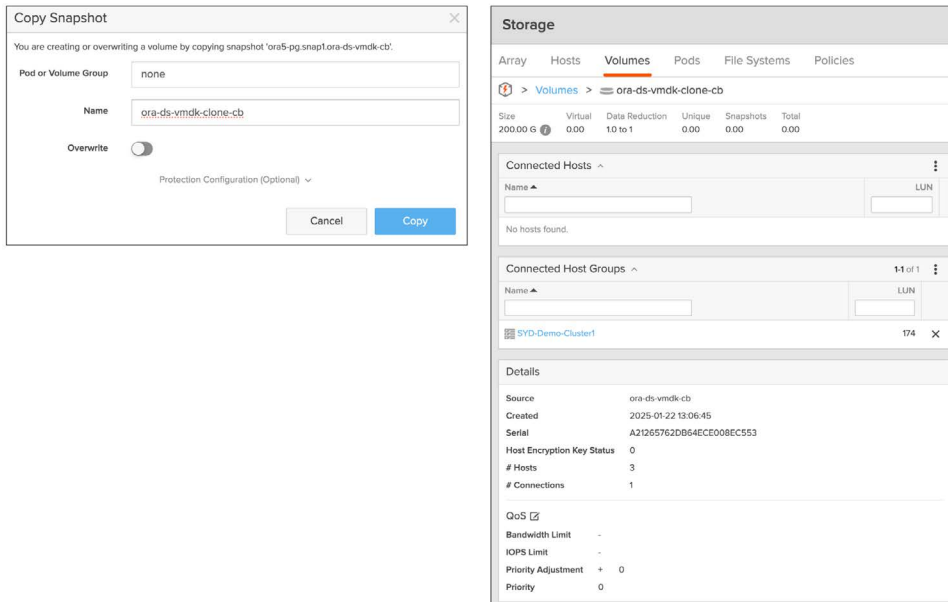 Copy Snapshot
You are creating or overwriting a volume by copying snapshot 'ora5-pg.snap1.ora-ds-vmdk-cb'.
Pod or Volume Group none
Name ora-ds-vmdk-clone-cb
Overwrite
Protection Configuration (Optional)
Cancel Copy
Storage
Array Hosts Volumes Pods File Systems Policies
> Volumes > ora-ds-vmdk-clone-cb
Size Virtual Data Reduction Unique Snapshots Total
200.00 G 0.00 1.0 to 1 0.00 0.00 0.00
Connected Hosts
Name LUN
No hosts found.
Connected Host Groups 1-1 of 1
Name LUN
SYD-Demo-Cluster1 174
Details
Source ora-ds-vmdk-cb
Created 2025-01-22 13:06:45
Serial A21265762DB64ECE008EC553
Host Encryption Key Status 0
# Hosts 3
# Connections 1
QoS
Bandwidth Limit -
IOPS Limit -
Priority Adjustment + 0
Priority 0